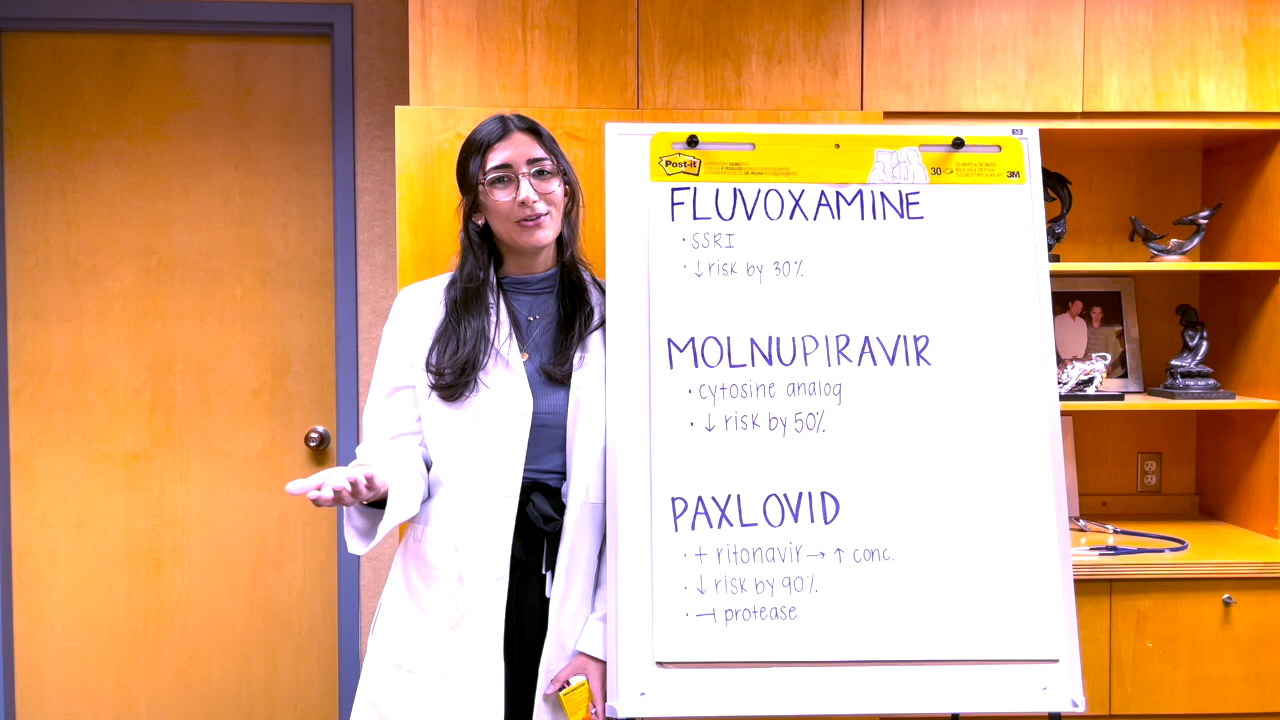 Post-it
30
3M
FLUVOXAMINE
· SSRI
· ↓ risk by 30%
MOLNUPIRAVIR
· cytosine analog
· ↓ risk by 50%
PAXLOVID
· + ritonavir → ↑ conc.
· ↓ risk by 90%
· ⊣ protease